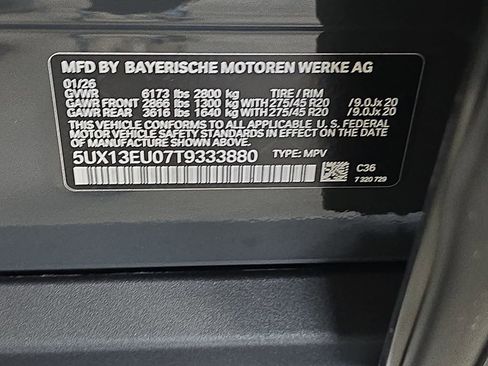 MFD BY BAYERISCHE MOTOREN WERKE AG
01/26
GVWR 6173 lbs 2800 kg TIRE / RIM
GAWR FRONT 2866 lbs 1300 kg WITH 275/45 R20 /9.0Jx 20
GAWR REAR 3616 lbs 1640 kg WITH 275/45 R20 /9.0Jx 20
THIS VEHICLE CONFORMS TO ALL APPLICABLE U. S. FEDERAL
MOTOR VEHICLE SAFETY STANDARDS IN EFFECT
ON THE DATE OF MANUFACTURE SHOWN ABOVE.
5UX13EU07T9333880 TYPE: MPV
C36
7 320 729